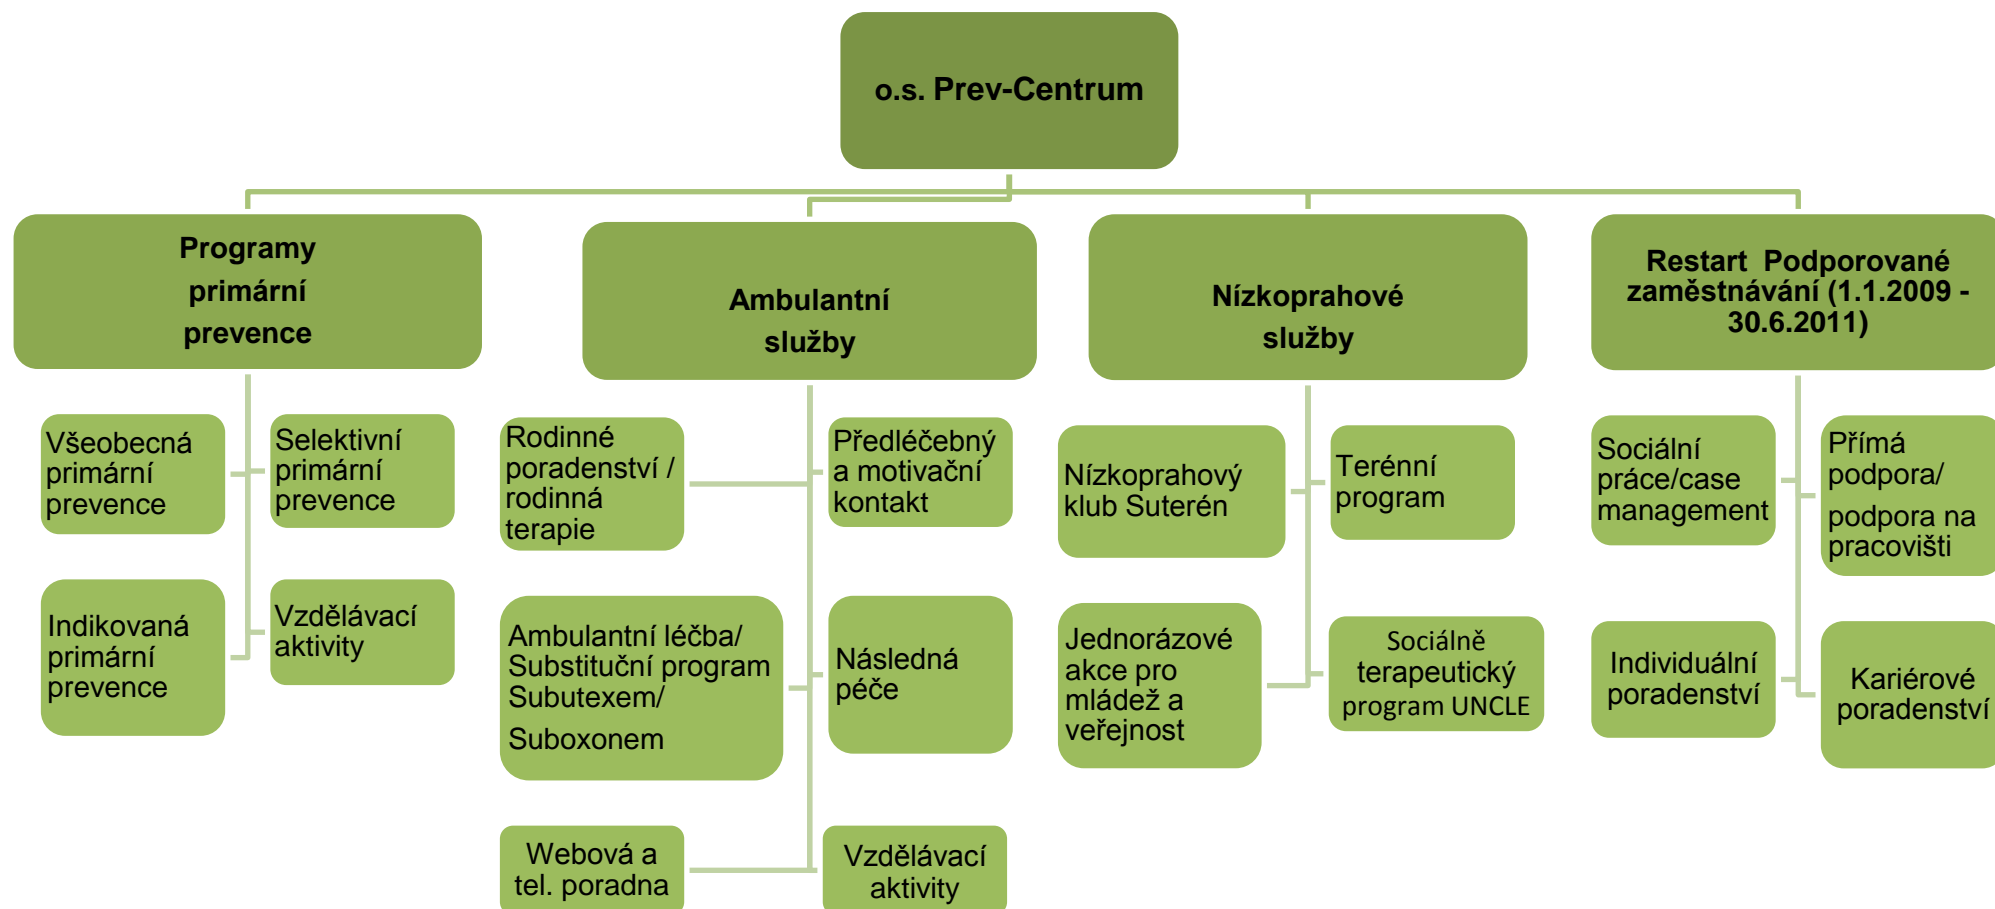 o.s. Prev-Centrum
Programy
primární
prevence
Ambulantní
služby
Nízkoprahové
služby
Restart  Podporované
zaměstnávání (1.1.2009 -
30.6.2011)
Všeobecná
primární
prevence
Selektivní
primární
prevence
Indikovaná
primární
prevence
Vzdělávací
aktivity
Rodinné
poradenství /
rodinná
terapie
Předléčebný
a motivační
kontakt
Ambulantní léčba/
Substituční program
Subutexem/
Suboxonem
Následná
péče
Webová a
tel. poradna
Vzdělávací
aktivity
Nízkoprahový
klub Suterén
Terénní
program
Jednorázové
akce pro
mládež a
veřejnost
Sociálně
terapeutický
program UNCLE
Sociální
práce/case
management
Přímá
podpora/
podpora na
pracovišti
Individuální
poradenství
Kariérové
poradenství